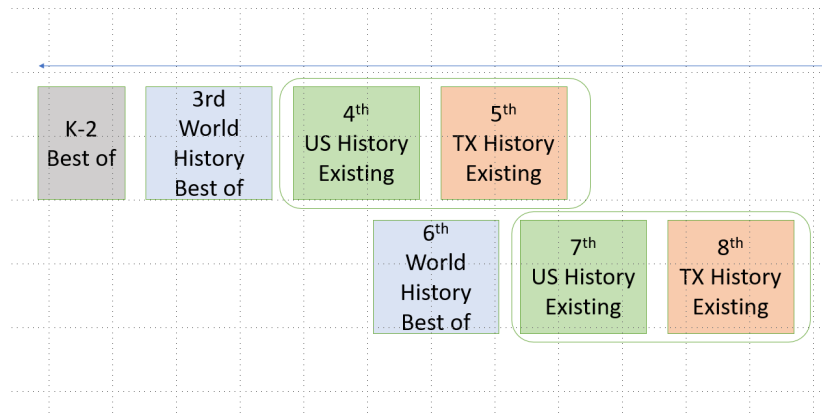 K-2
Best of
3rd
World
History
Best of
4th
US History
Existing
5th
TX History
Existing
6th
World
History
Best of
7th
US History
Existing
8th
TX History
Existing